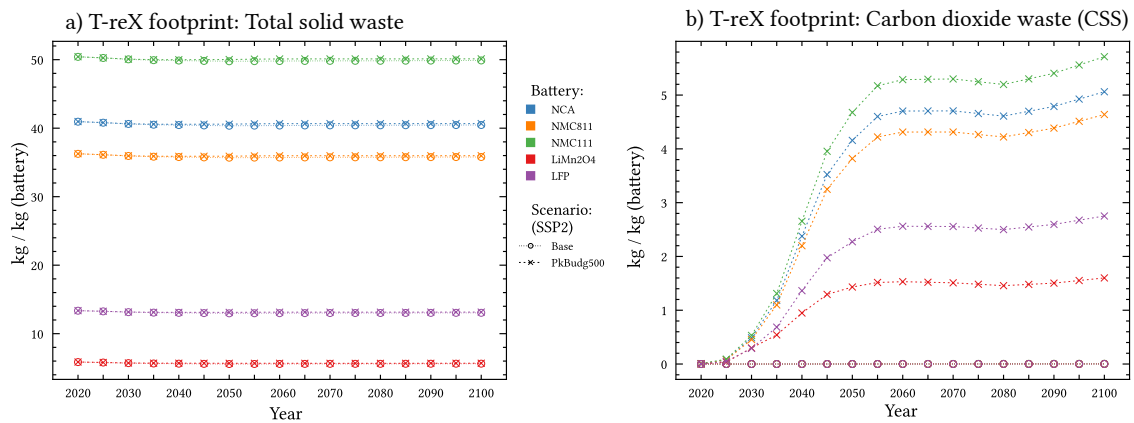 a) T-reX footprint: Total solid waste
kg / kg (battery)
50
40
30
20
10
2020 2030 2040 2050 2060 2070 2080 2090 2100
Year
Battery:
NCA
NMC811
NMC111
LiMn2O4
LFP
Scenario:
(SSP2)
Base
PkBudg500
b) T-reX footprint: Carbon dioxide waste (CSS)
kg / kg (battery)
5
4
3
2
1
0
2020 2030 2040 2050 2060 2070 2080 2090 2100
Year